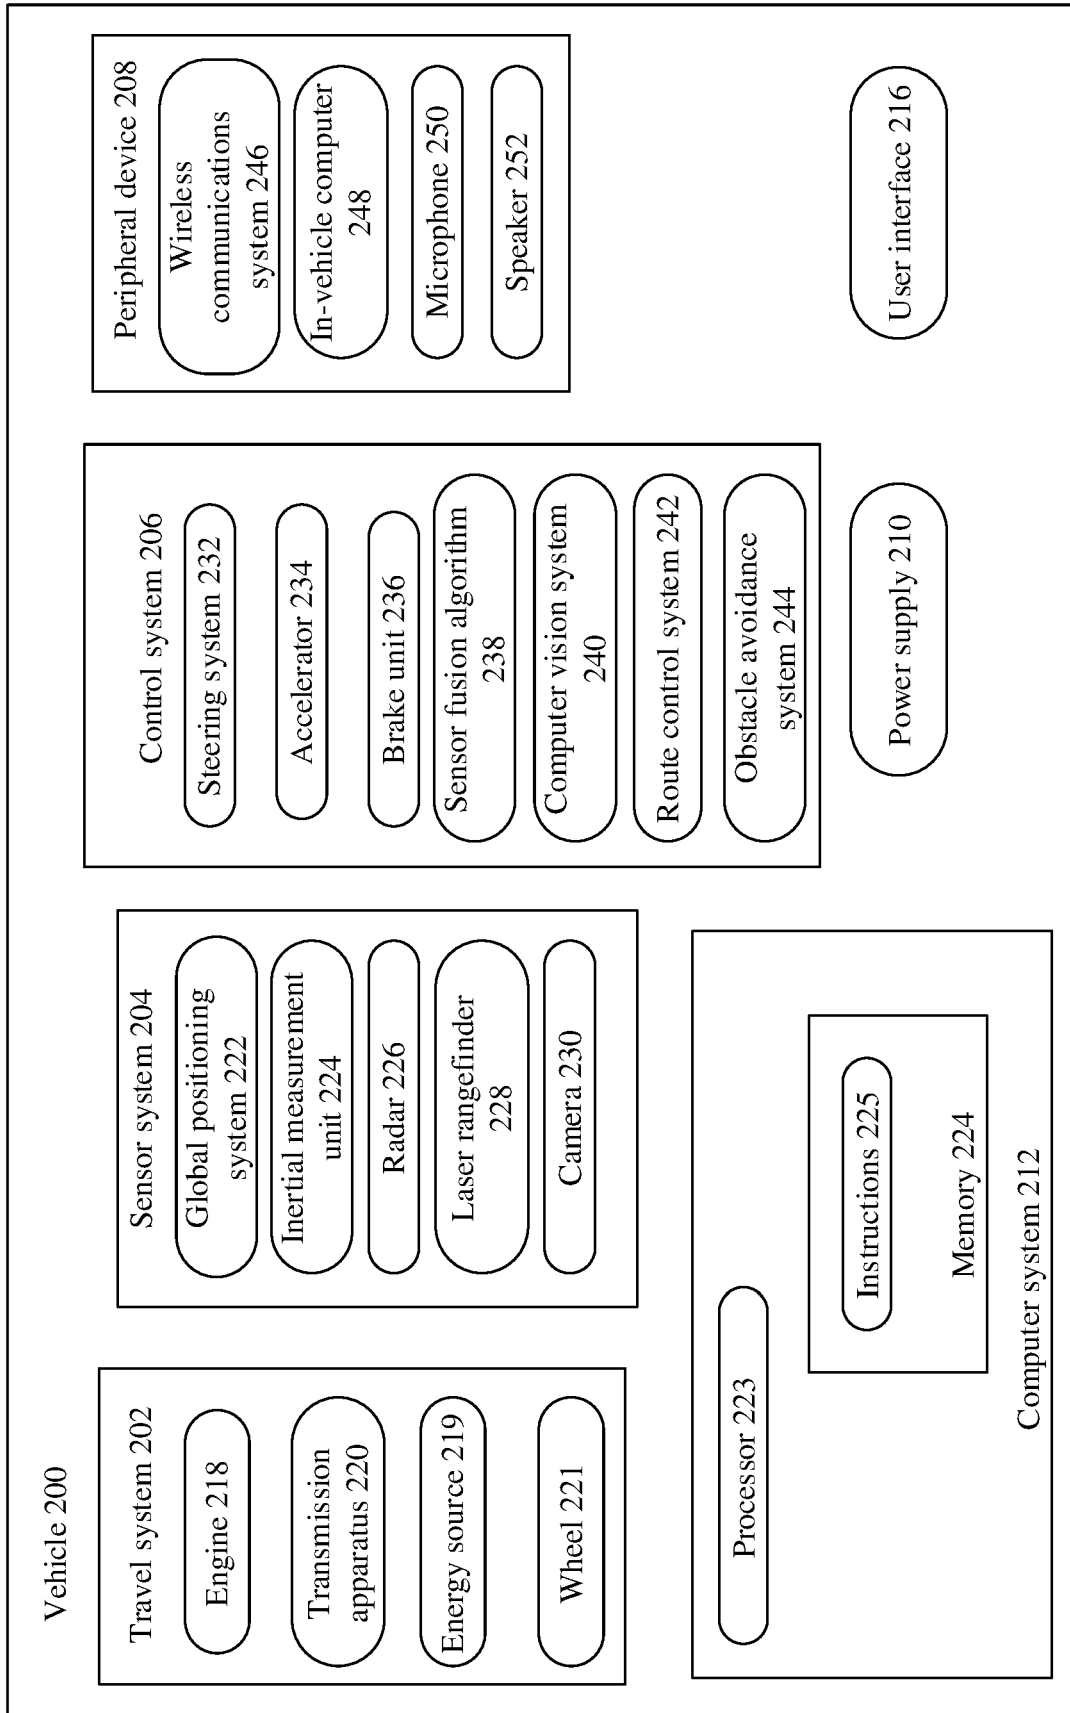 Vehicle 200
Travel system 202
Engine 218
Transmission
apparatus 220
Energy source 219
Wheel 221
Sensor system 204
Global positioning
system 222
Inertial measurement
unit 224
Radar 226
Laser rangefinder
228
Camera 230
Control system 206
Steering system 232
Accelerator 234
Brake unit 236
Sensor fusion algorithm
238
Computer vision system
240
Route control system 242
Obstacle avoidance
system 244
Peripheral device 208
Wireless
communications
system 246
In-vehicle computer
248
Microphone 250
Speaker 252
Processor 223
Instructions 225
Memory 224
Computer system 212
Power supply 210
User interface 216